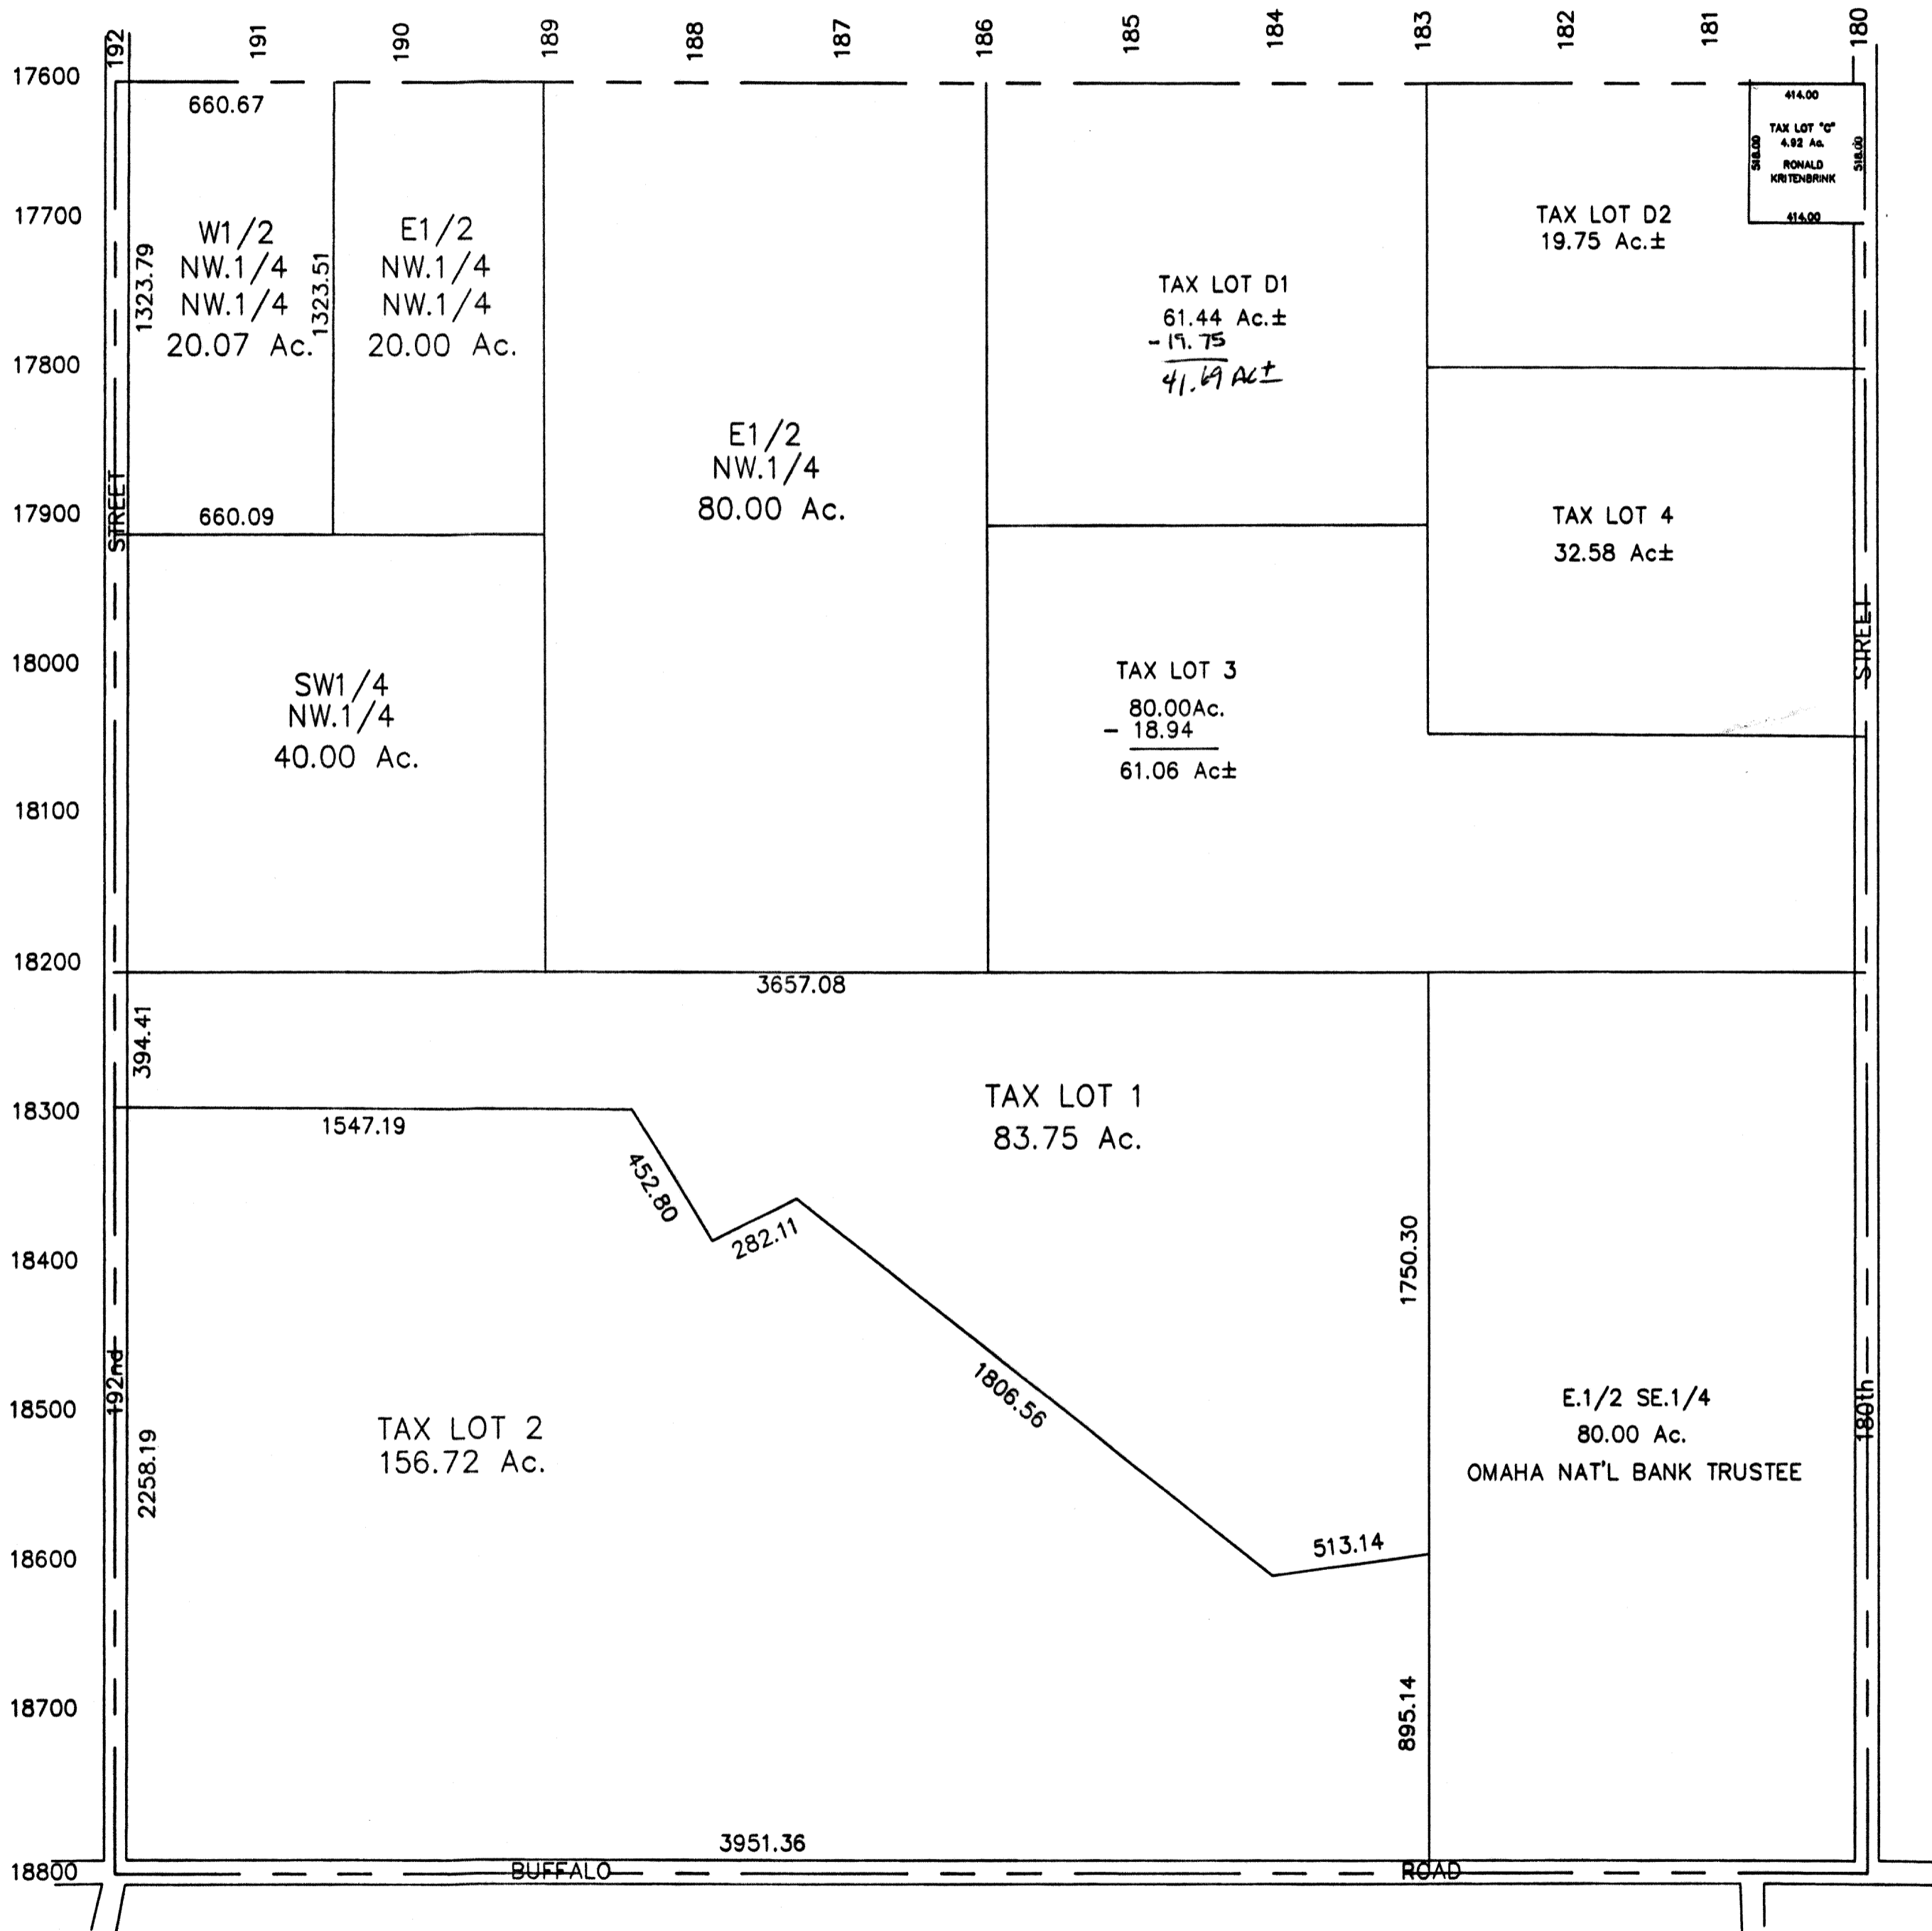 192
191
190
189
188
187
186
185
184
183
182
181
180
17600
17700
17800
17900
18000
18100
18200
18300
18400
18500
18600
18700
18800
660.67
1323.79
W1/2
NW.1/4
NW.1/4
20.07 Ac.
1323.51
E1/2
NW.1/4
NW.1/4
20.00 Ac.
660.09
E1/2
NW.1/4
80.00 Ac.
SW1/4
NW.1/4
40.00 Ac.
TAX LOT D1
61.44 Ac.±
- 19.75
41.69 Ac±
TAX LOT D2
19.75 Ac.±
414.00
518.00
TAX LOT "C"
4.92 Ac.
RONALD
KRITENBRINK
518.00
414.00
TAX LOT 4
32.58 Ac±
TAX LOT 3
80.00Ac.
- 18.94
61.06 Ac±
STREET
STREET
3657.08
394.41
TAX LOT 1
83.75 Ac.
1547.19
452.80
282.11
1806.56
513.14
1750.30
895.14
TAX LOT 2
156.72 Ac.
2258.19
192nd
E.1/2 SE.1/4
80.00 Ac.
OMAHA NAT'L BANK TRUSTEE
180th
3951.36
BUFFALO ROAD